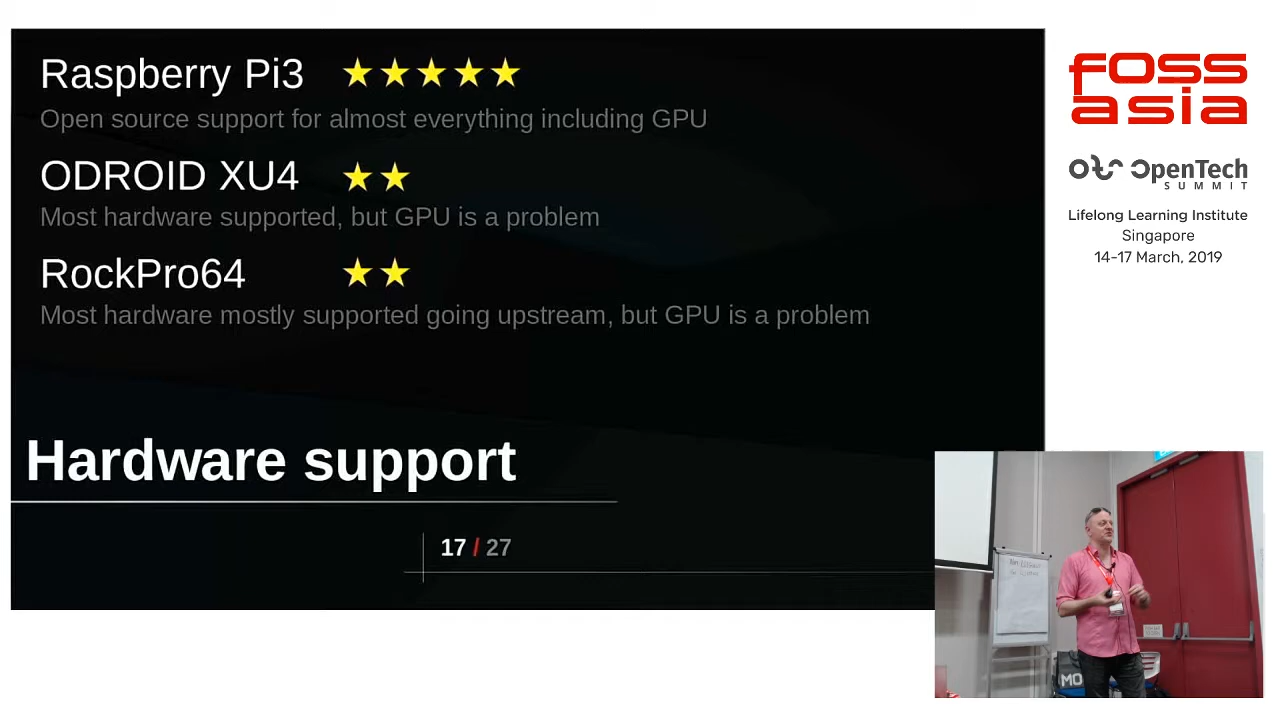 Raspberry Pi3 ★★★★★
Open source support for almost everything including GPU
ODROID XU4 ★★
Most hardware supported, but GPU is a problem
RockPro64 ★★
Most hardware mostly supported going upstream, but GPU is a problem
Hardware support
17 / 27
FOSS
asia
OpenTech
SUMMIT
Lifelong Learning Institute
Singapore
14-17 March, 2019
MO